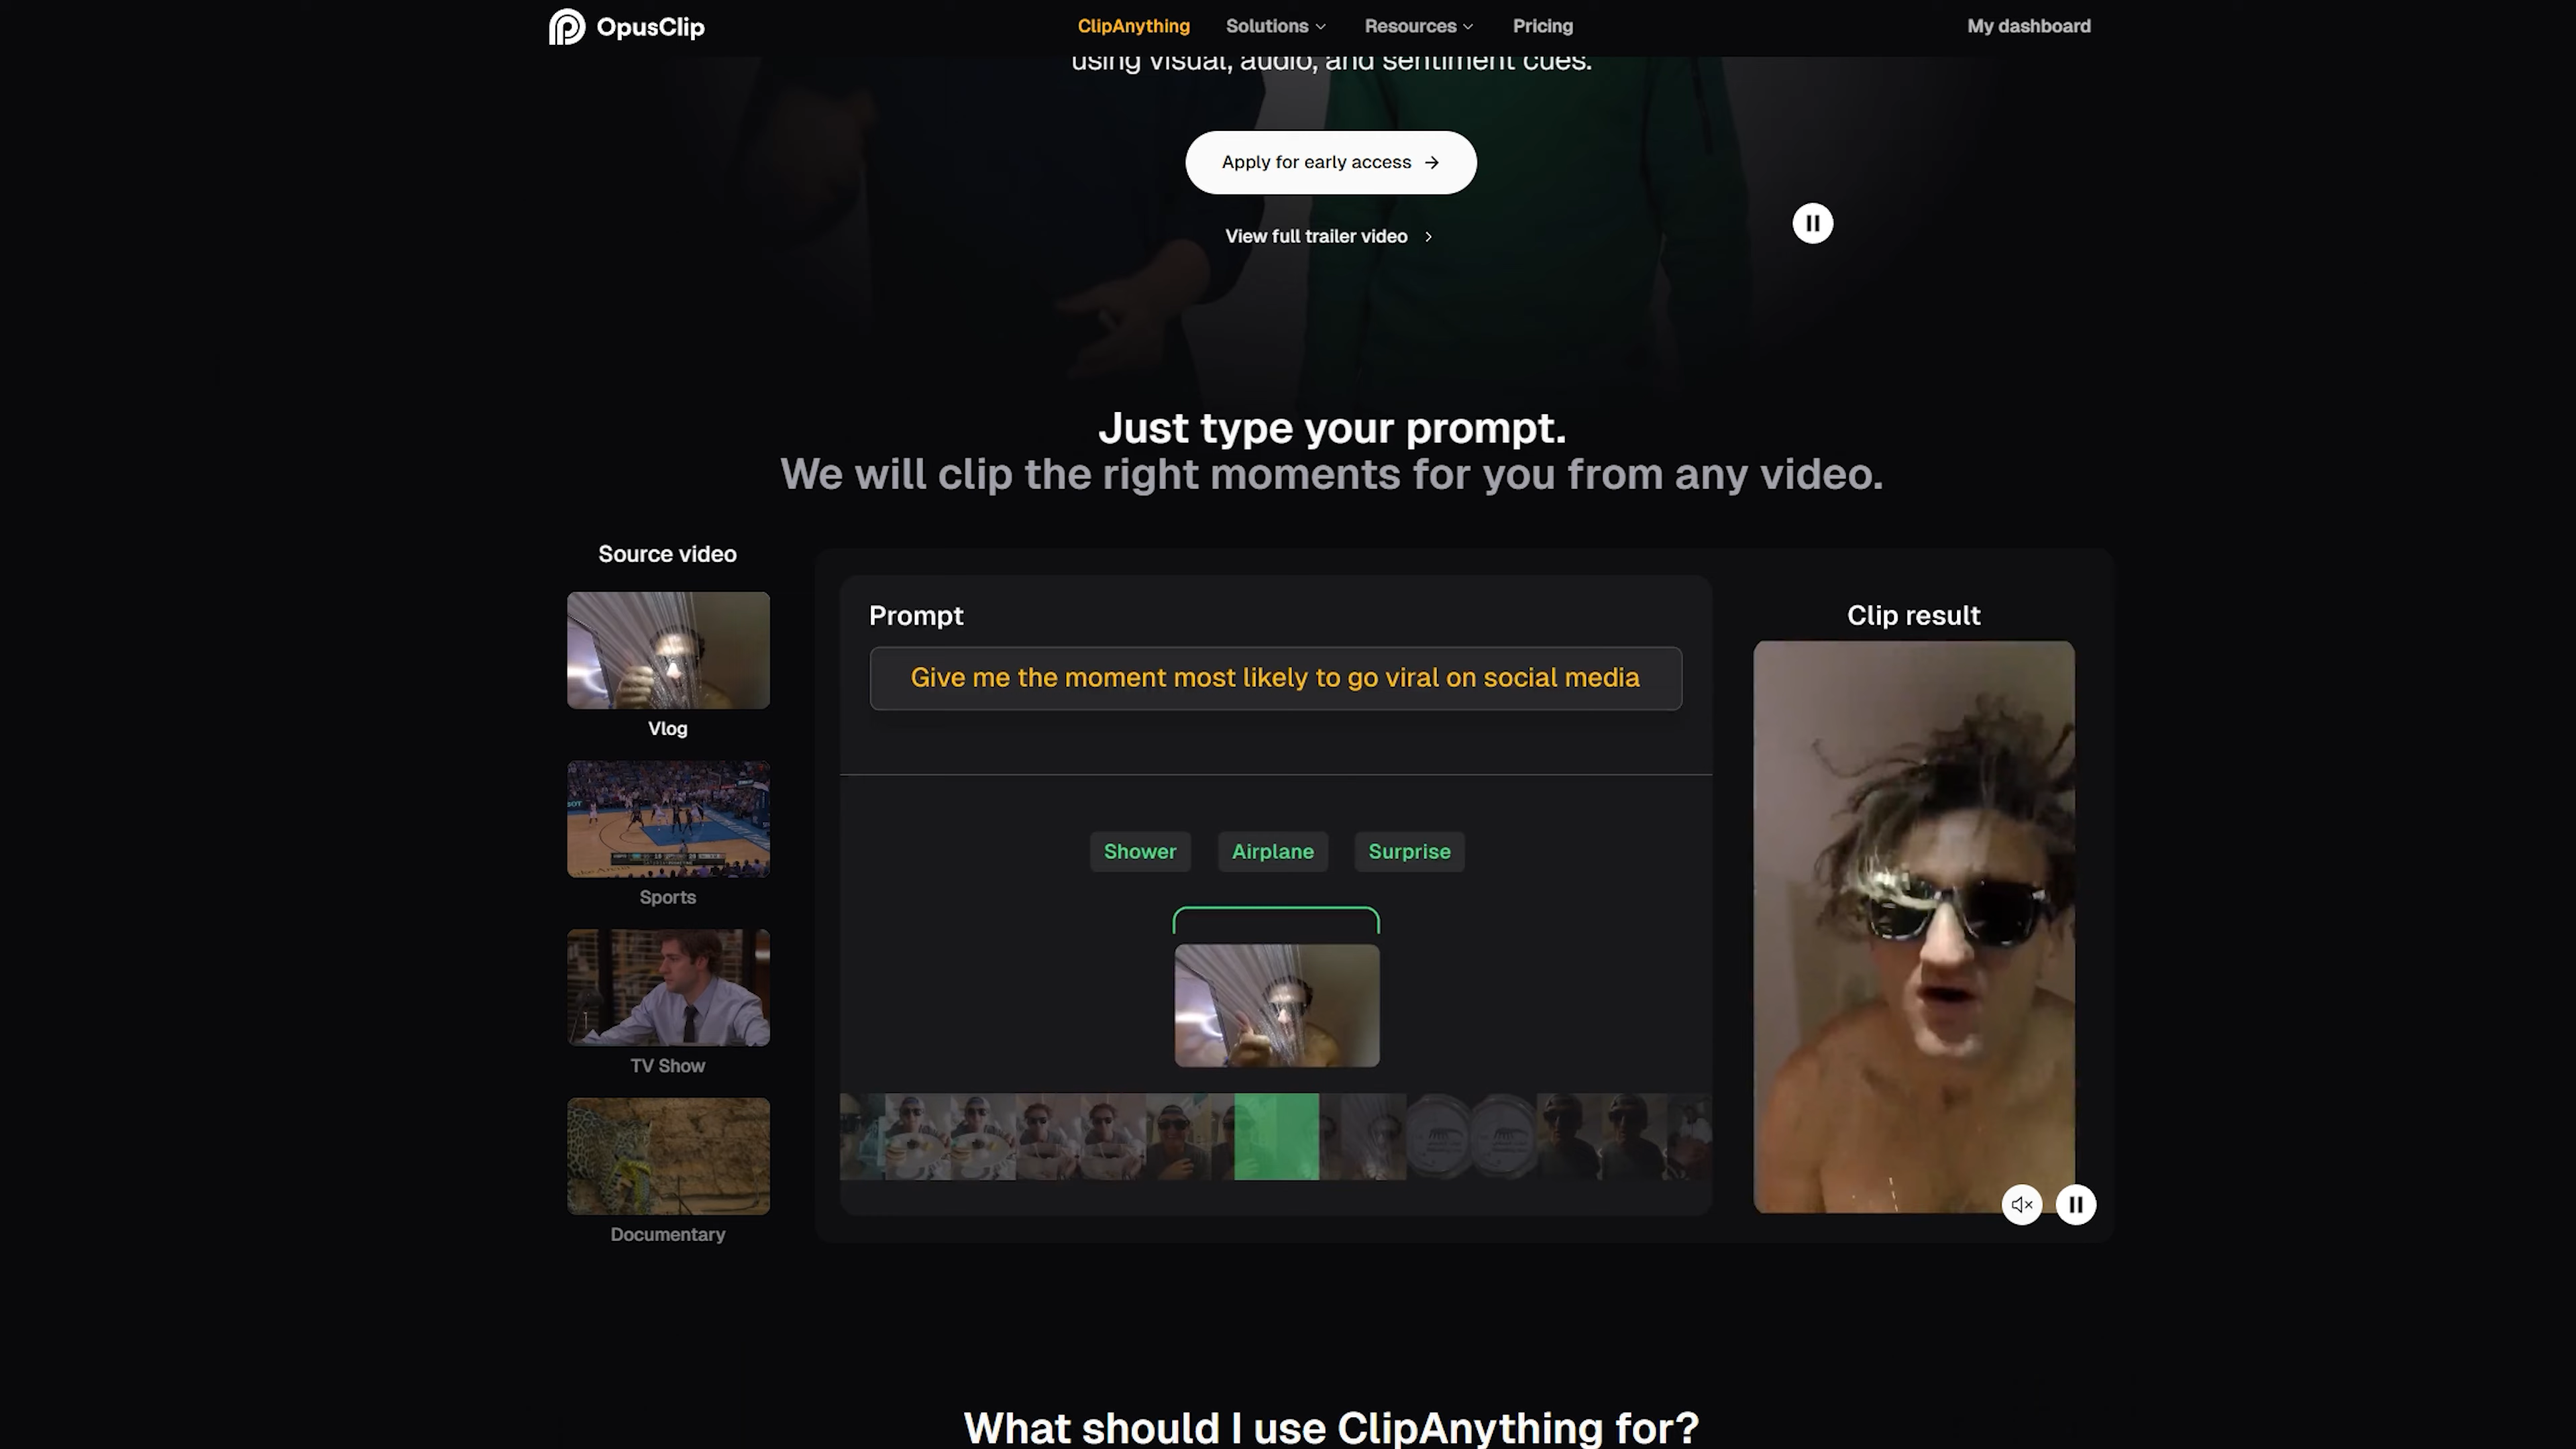 OpusClip
ClipAnything
Solutions
Resources
Pricing
My dashboard
using visual, audio, and sentiment cues.
Apply for early access
View full trailer video
Just type your prompt.
We will clip the right moments for you from any video.
Source video
Vlog
Sports
TV Show
Documentary
Prompt
Give me the moment most likely to go viral on social media
Shower
Airplane
Surprise
Clip result
What should I use ClipAnything for?